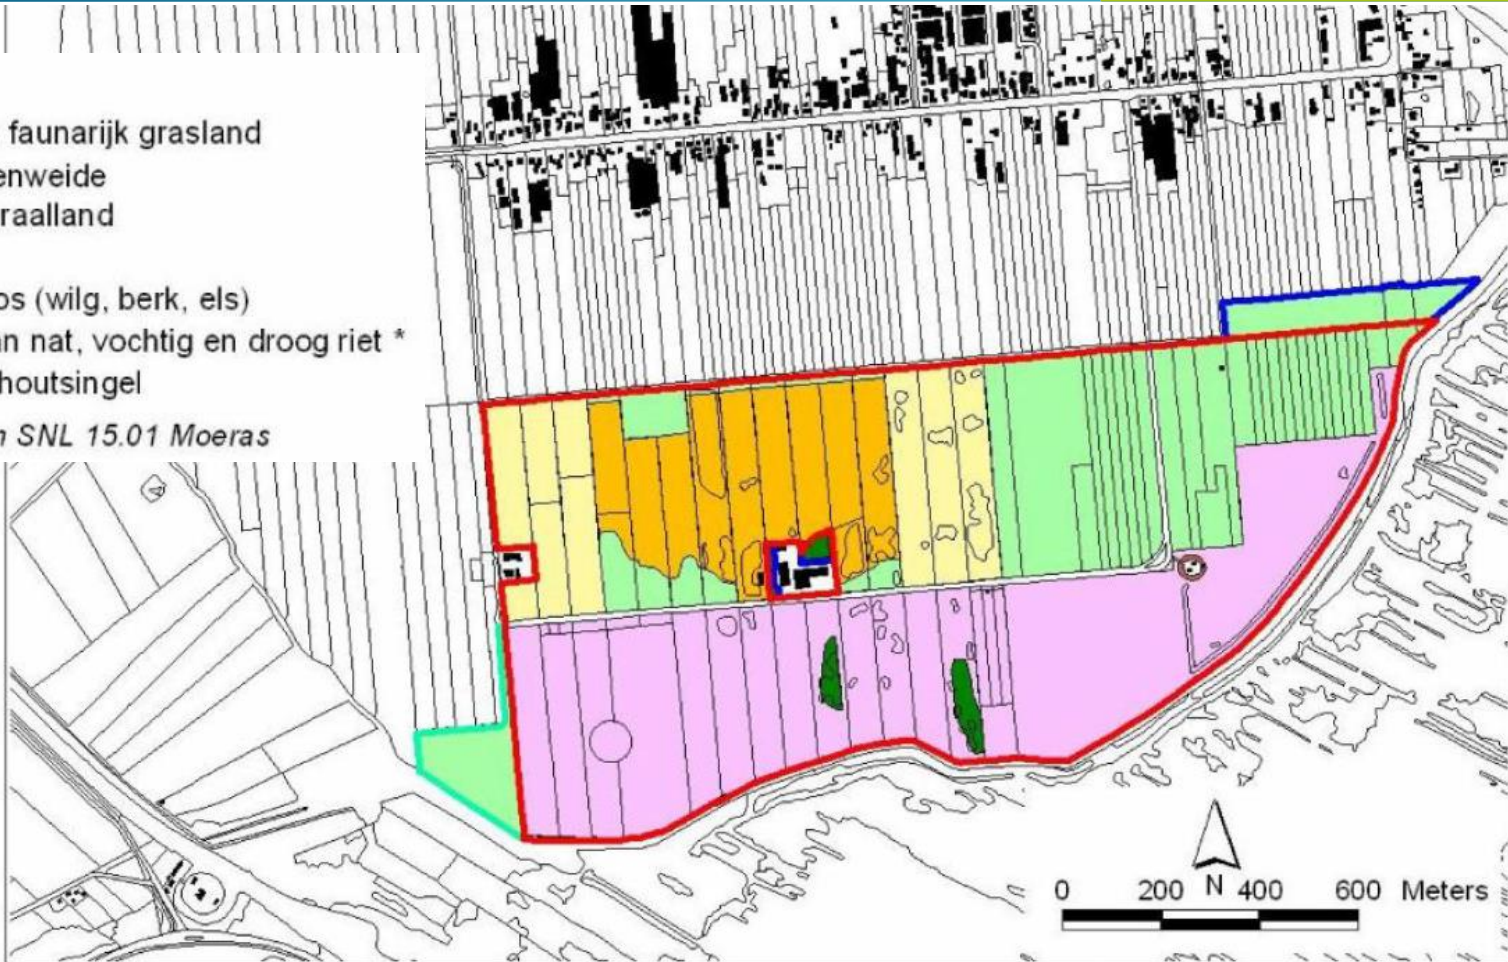 faunarijk grasland
enweide
raalland
os (wilg, berk, els)
an nat, vochtig en droog riet *
houtsingel
n SNL 15.01 Moeras
N
0 200 400 600 Meters